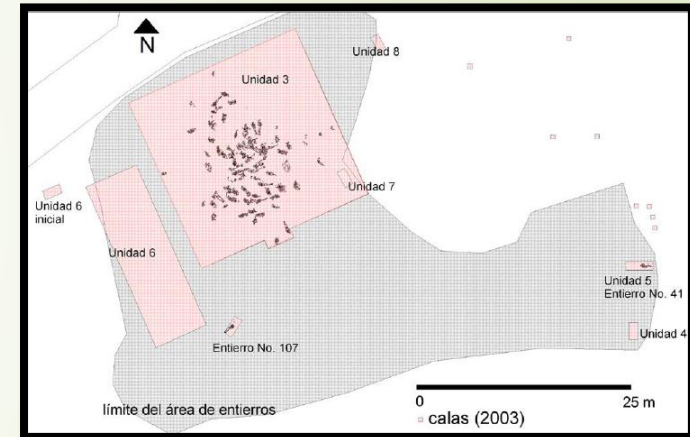 N
Unidad 3
Unidad 8
Unidad 7
Unidad 6
inicial
Unidad 6
Unidad 5
Entierro No. 41
Unidad 4
Entierro No. 107
límite del área de entierros
0 25 m
calas (2003)